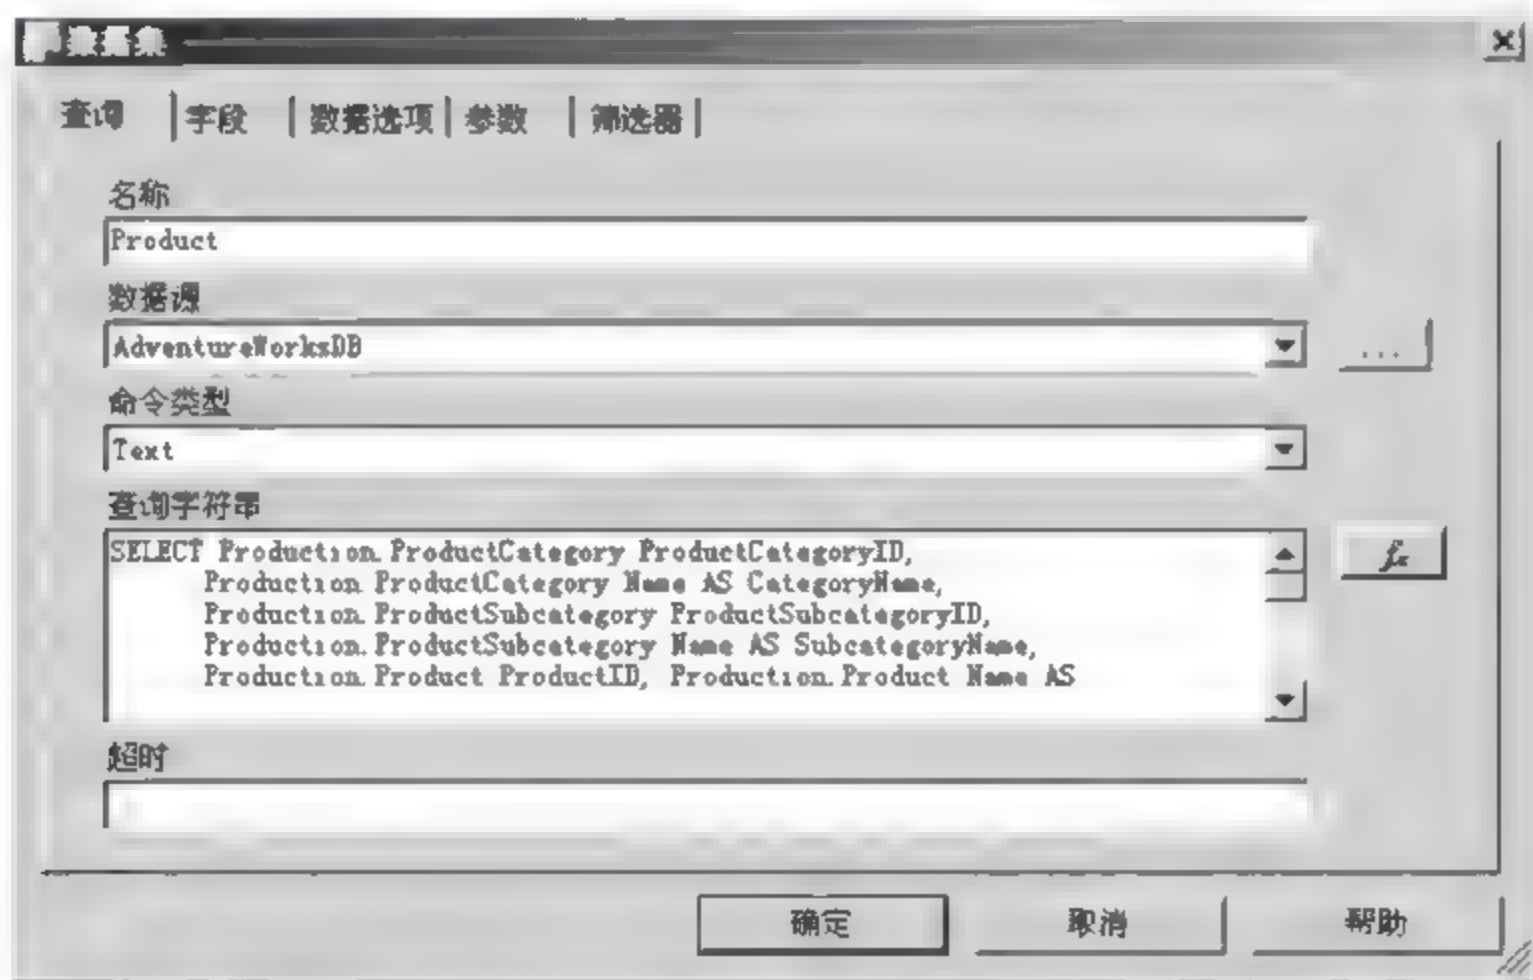 数据集
查询 字段 数据选项 参数 筛选器
名称
Product
数据源
AdventureWorksDB
...
命令类型
Text
查询字符串
SELECT Production.ProductCategory ProductCategoryID,
Production.ProductCategory Name AS CategoryName,
Production.ProductSubcategory ProductSubcategoryID,
Production.ProductSubcategory Name AS SubcategoryName,
Production.Product ProductID, Production.Product Name AS
fx
超时
确定 取消 帮助